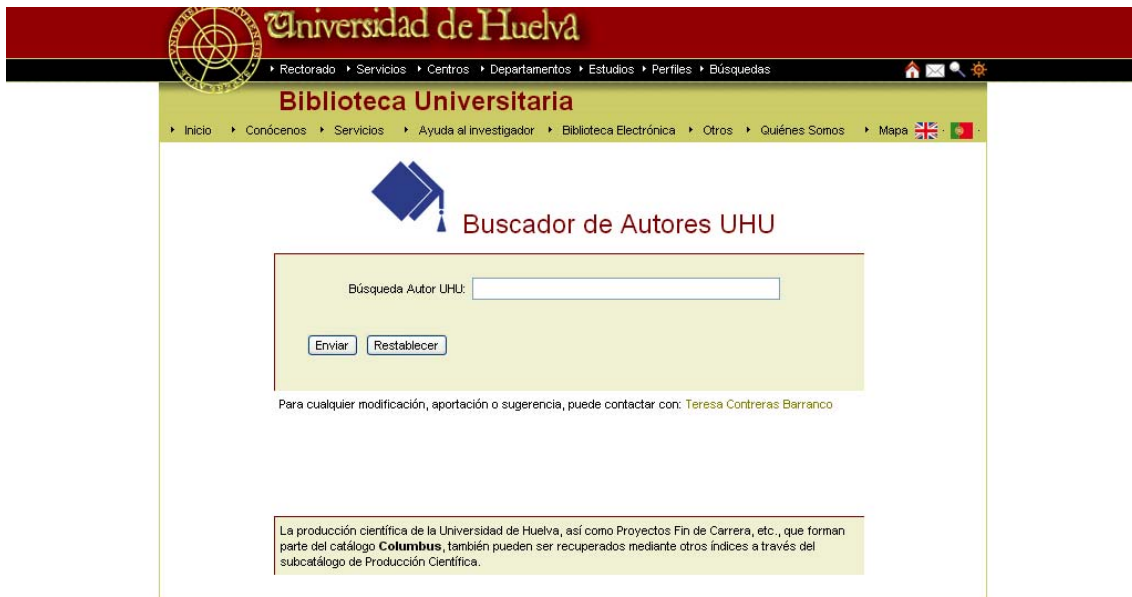 Universidad de Huelva
Rectorado Servicios Centros Departamentos Estudios Perfiles Búsquedas
Biblioteca Universitaria
Inicio Conócenos Servicios Ayuda al investigador Biblioteca Electrónica Otros Quiénes Somos Mapa
Buscador de Autores UHU
Búsqueda Autor UHU:
Enviar Restablecer
Para cualquier modificación, aportación o sugerencia, puede contactar con: Teresa Contreras Barranco
La producción científica de la Universidad de Huelva, así como Proyectos Fin de Carrera, etc., que forman
parte del catálogo Columbus, también pueden ser recuperados mediante otros índices a través del
subcatálogo de Producción Científica.